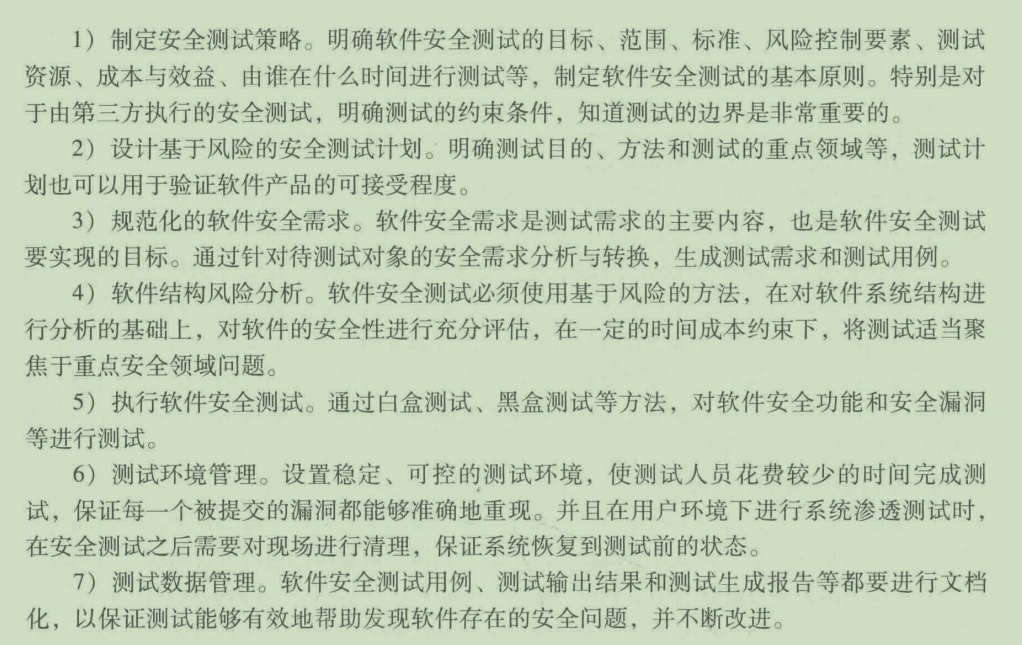 1）制定安全测试策略。明确软件安全测试的目标、范围、标准、风险控制要素、测试
资源、成本与效益、由谁在什么时间进行测试等，制定软件安全测试的基本原则。特别是对
于由第三方执行的安全测试，明确测试的约束条件，知道测试的边界是非常重要的。
2）设计基于风险的安全测试计划。明确测试目的、方法和测试的重点领域等，测试计
划也可以用于验证软件产品的可接受程度。
3）规范化的软件安全需求。软件安全需求是测试需求的主要内容，也是软件安全测试
要实现的目标。通过针对待测试对象的安全需求分析与转换，生成测试需求和测试用例。
4）软件结构风险分析。软件安全测试必须使用基于风险的方法，在对软件系统结构进
行分析的基础上，对软件的安全性进行充分评估，在一定的时间成本约束下，将测试适当聚
焦于重点安全领域问题。
5）执行软件安全测试。通过白盒测试、黑盒测试等方法，对软件安全功能和安全漏洞
等进行测试。
6）测试环境管理。设置稳定、可控的测试环境，使测试人员花费较少的时间完成测
试，保证每一个被提交的漏洞都能够准确地重现。并且在用户环境下进行系统渗透测试时，
在安全测试之后需要对现场进行清理，保证系统恢复到测试前的状态。
7）测试数据管理。软件安全测试用例、测试输出结果和测试生成报告等都要进行文档
化，以保证测试能够有效地帮助发现软件存在的安全问题，并不断改进。